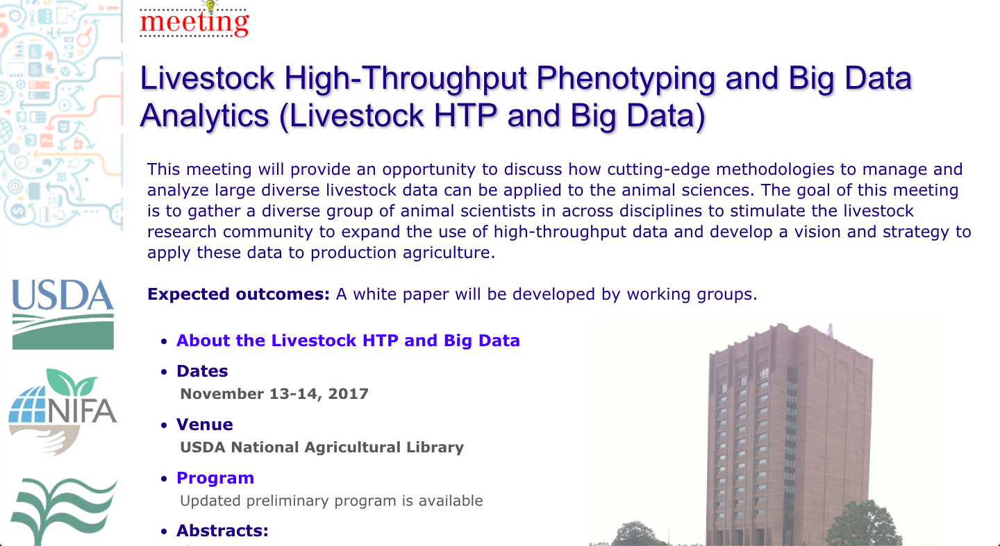 meeting
Livestock High-Throughput Phenotyping and Big Data
Analytics (Livestock HTP and Big Data)
This meeting will provide an opportunity to discuss how cutting-edge methodologies to manage and
analyze large diverse livestock data can be applied to the animal sciences. The goal of this meeting
is to gather a diverse group of animal scientists in across disciplines to stimulate the livestock
research community to expand the use of high-throughput data and develop a vision and strategy to
apply these data to production agriculture.
Expected outcomes: A white paper will be developed by working groups.
USDA
NIFA
• About the Livestock HTP and Big Data
• Dates
November 13-14, 2017
• Venue
USDA National Agricultural Library
• Program
Updated preliminary program is available
• Abstracts: